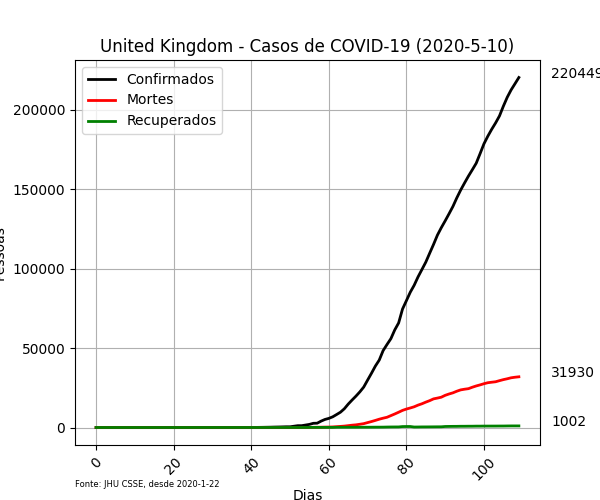 United Kingdom - Casos de COVID-19 (2020-5-10)
Confirmados
Mortes
Recuperados
220449
200000
150000
100000
50000
0
31930
1002
0
20
40
60
80
100
Fonte: JHU CSSE, desde 2020-1-22
Dias